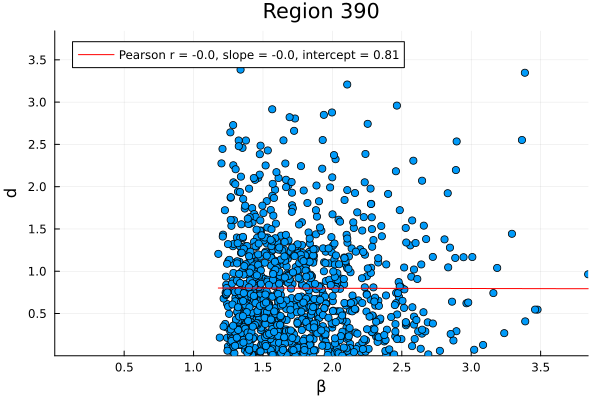 Region 390
Pearson r = -0.0, slope = -0.0, intercept = 0.81
3.5
3.0
2.5
2.0
1.5
1.0
0.5
d
0.5 1.0 1.5 2.0 2.5 3.0 3.5
β